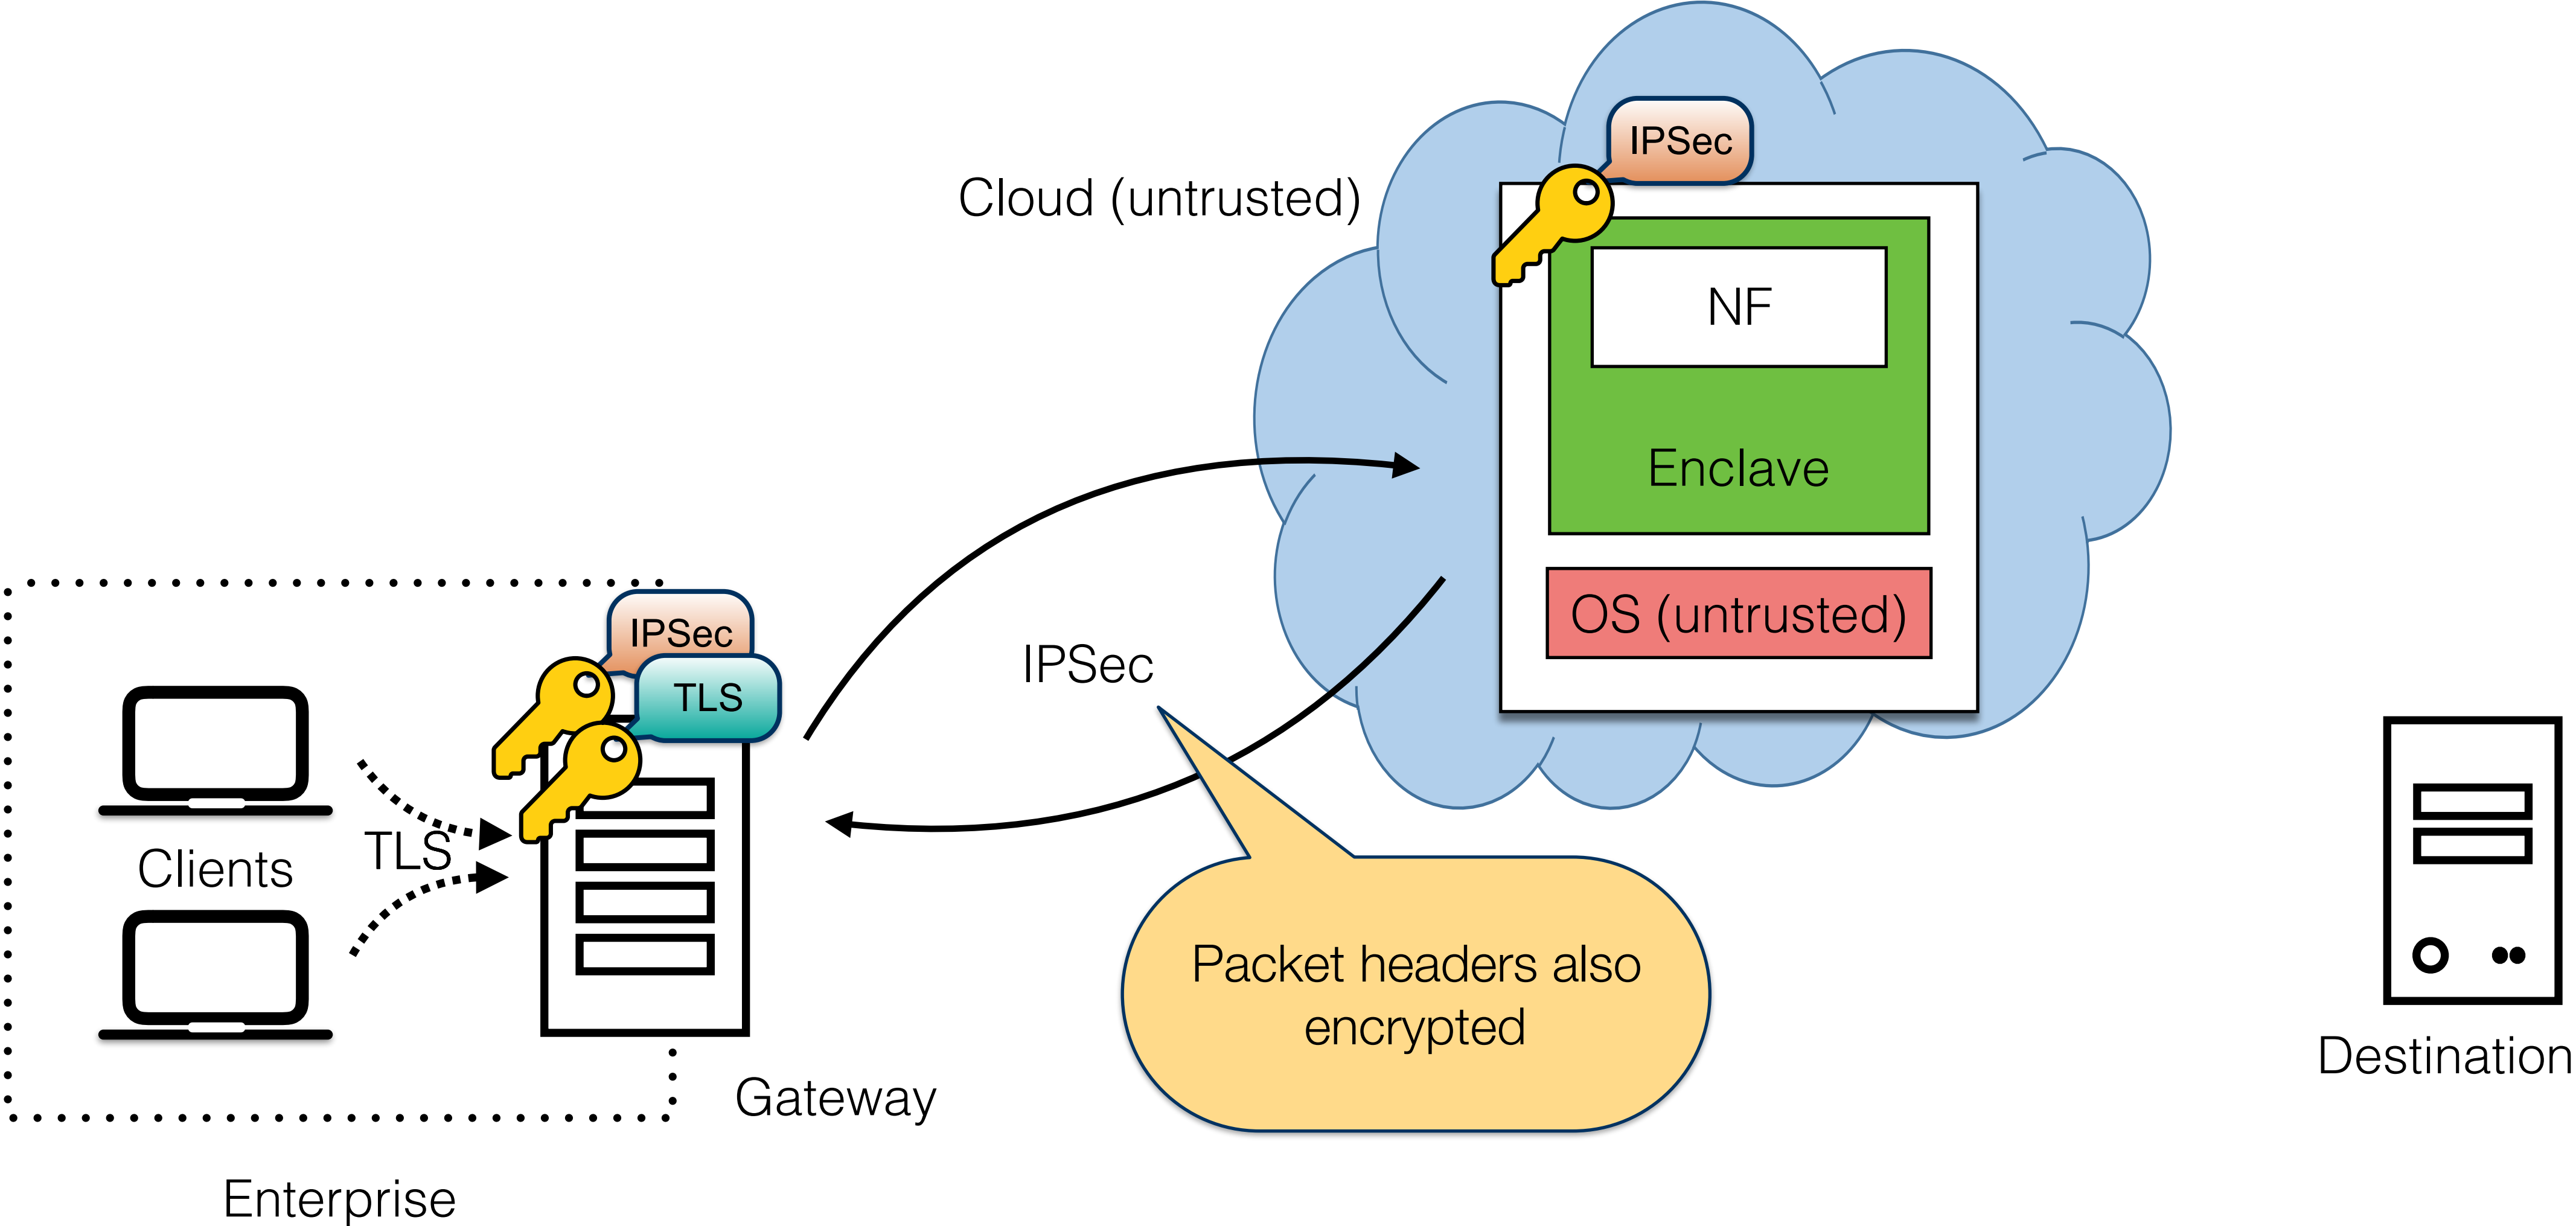 IPSec
Cloud (untrusted)
NF
Enclave
OS (untrusted)
IPSec
TLS
IPSec
Clients
TLS
Packet headers also
encrypted
Gateway
Destination
Enterprise